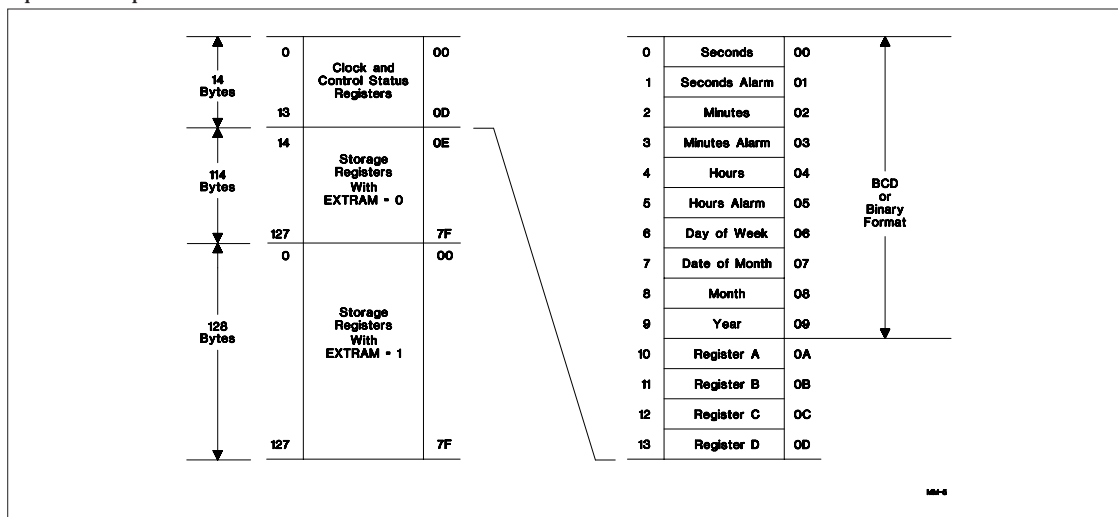 14
Bytes
0
00
Clock and
Control Status
Registers
13
0D
114
Bytes
14
0E
Storage
Registers
With
EXTRAM = 0
127
7F
128
Bytes
0
00
Storage
Registers
With
EXTRAM = 1
127
7F
0 Seconds 00
1 Seconds Alarm 01
2 Minutes 02
3 Minutes Alarm 03
4 Hours 04
5 Hours Alarm 05
6 Day of Week 06
7 Date of Month 07
8 Month 08
9 Year 09
10 Register A 0A
11 Register B 0B
12 Register C 0C
13 Register D 0D
BCD
or
Binary
Format